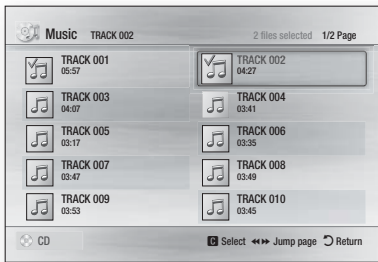 Music TRACK 002 2 files selected 1/2 Page
TRACK 001 TRACK 002
05:57 04:27
TRACK 003 TRACK 004
04:07 03:41
TRACK 005 TRACK 006
03:17 03:35
TRACK 007 TRACK 008
03:47 03:49
TRACK 009 TRACK 010
03:53 03:45
CD C Select Jump page Return